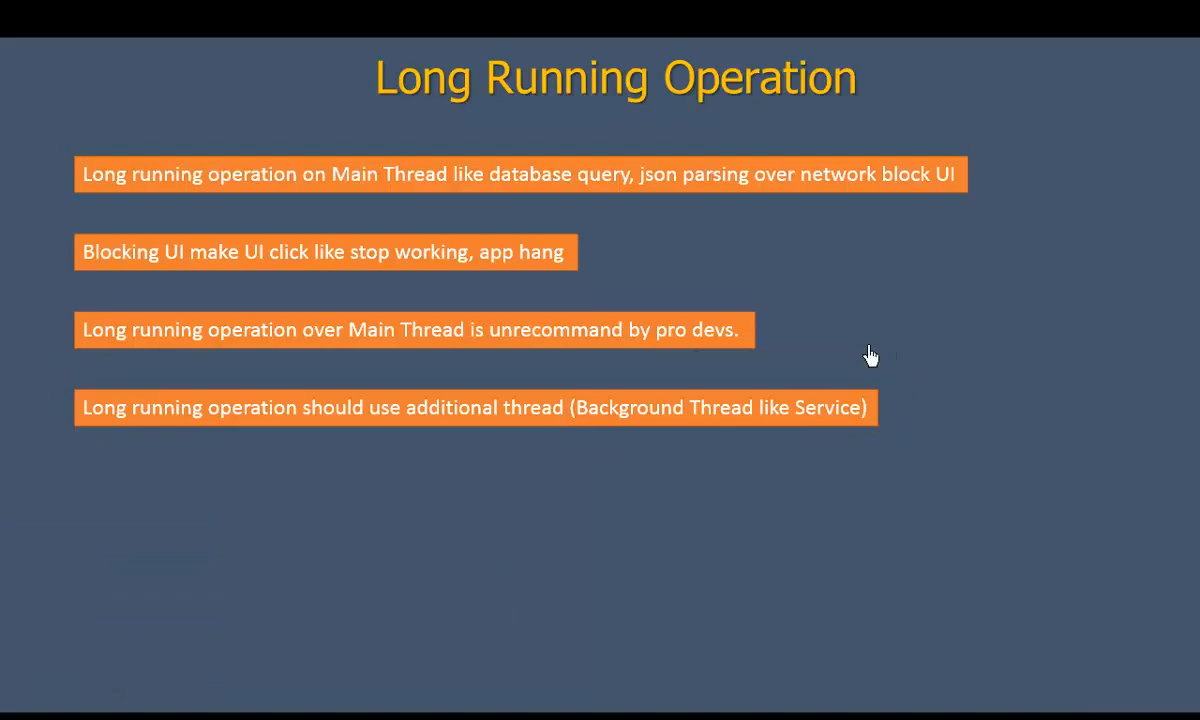 Long Running Operation
Long running operation on Main Thread like database query, json parsing over network block UI
Blocking UI make UI click like stop working, app hang
Long running operation over Main Thread is unrecommand by pro devs.
Long running operation should use additional thread (Background Thread like Service)